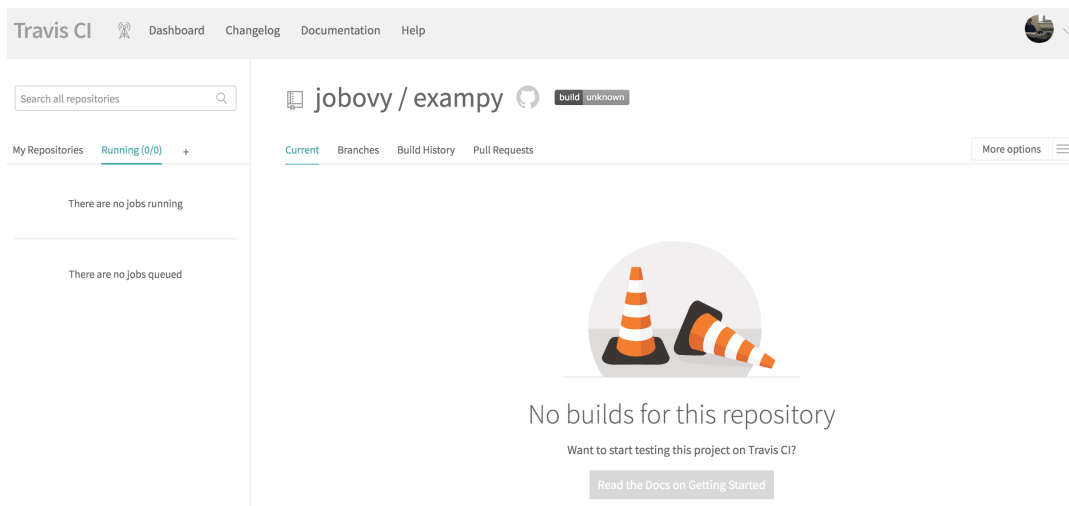 Travis CI Dashboard Changelog Documentation Help
Search all repositories
My Repositories Running (0/0) +
There are no jobs running
There are no jobs queued
jobovy / exampy build unknown
Current Branches Build History Pull Requests More options
No builds for this repository
Want to start testing this project on Travis CI?
Read the Docs on Getting Started